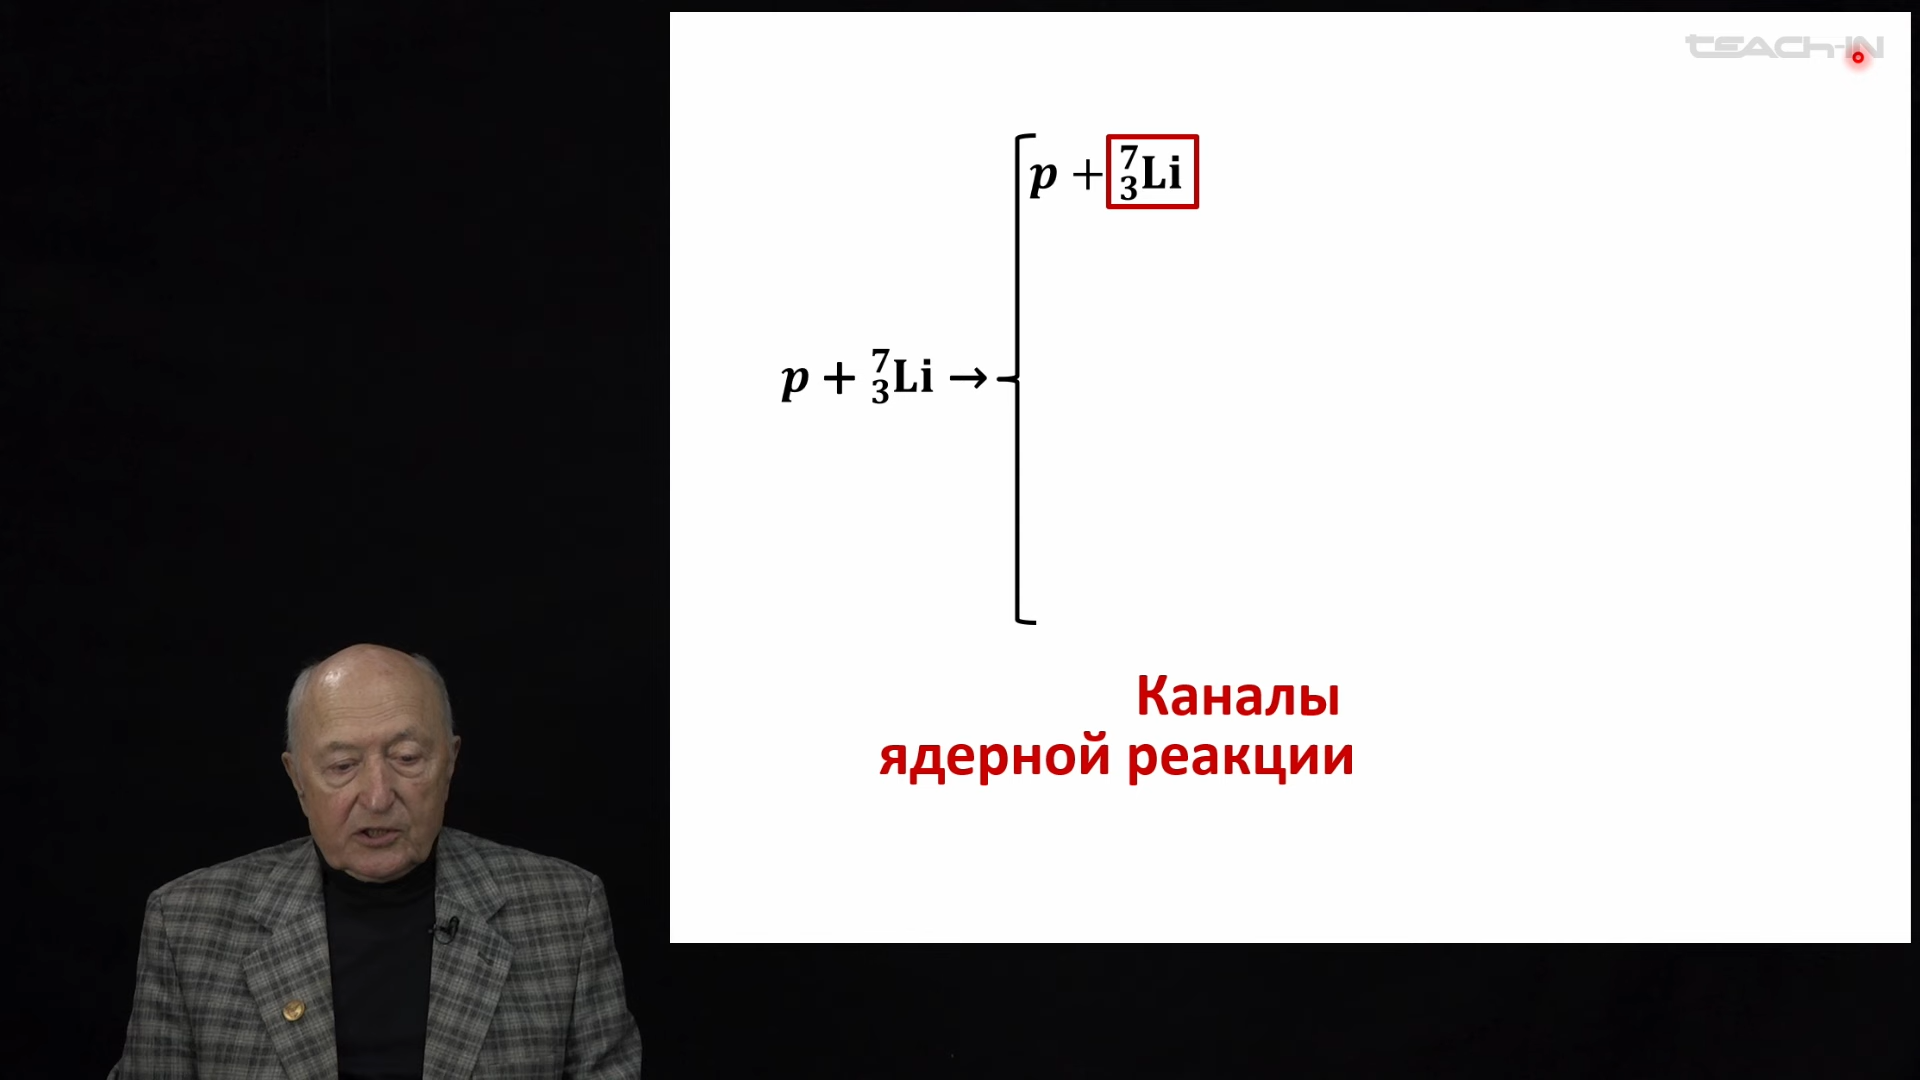 TEACH-IN
p + ⁷₃Li
p + ⁷₃Li →
Каналы
ядерной реакции